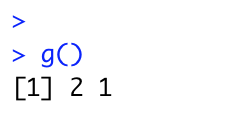 >
> g()
[1] 2 1